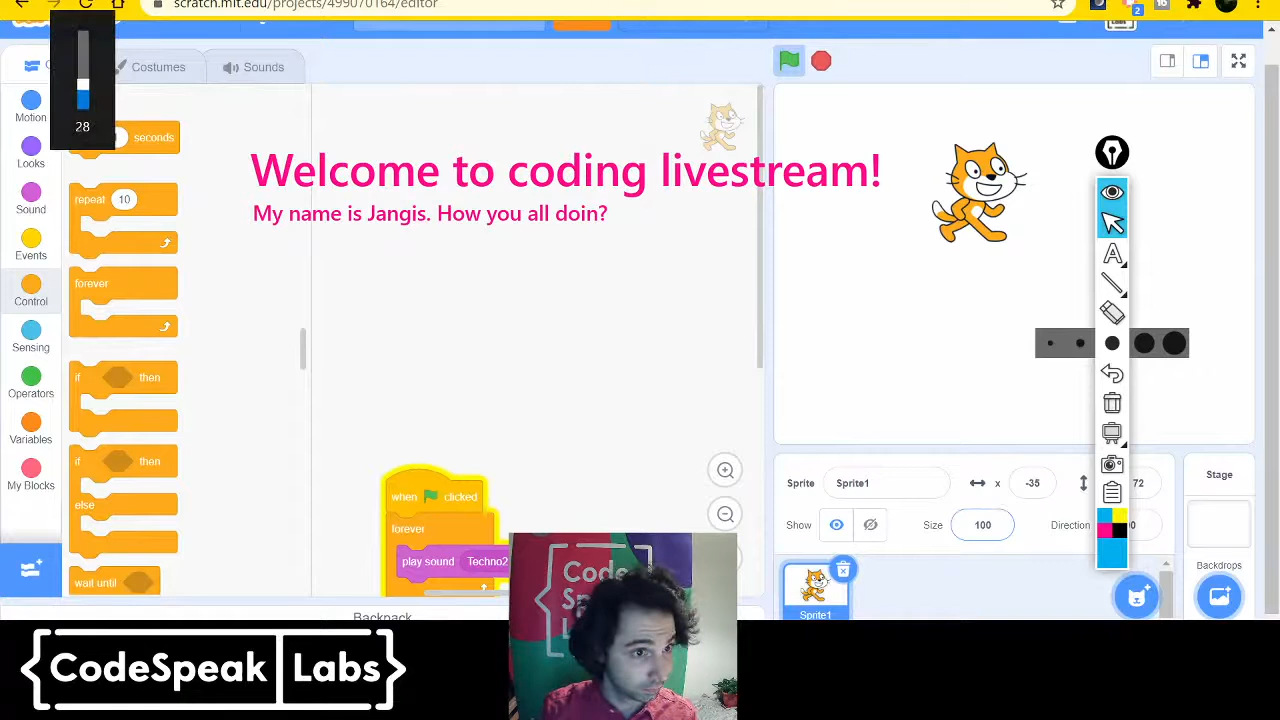 scratch.mit.edu/projects/499070164/editor
Costumes
Sounds
28
Motion
Looks
Sound
Events
Control
Sensing
Operators
Variables
My Blocks
seconds
repeat 10
forever
if then
if then
else
wait until
Welcome to coding livestream!
My name is Jangis. How you all doin?
when clicked
forever
play sound Techno2
Backpack
A
Sprite Sprite1 x -35 72
Show Size 100 Direction
Sprite1
Stage
Backdrops
Code
{CodeSpeak|Labs}